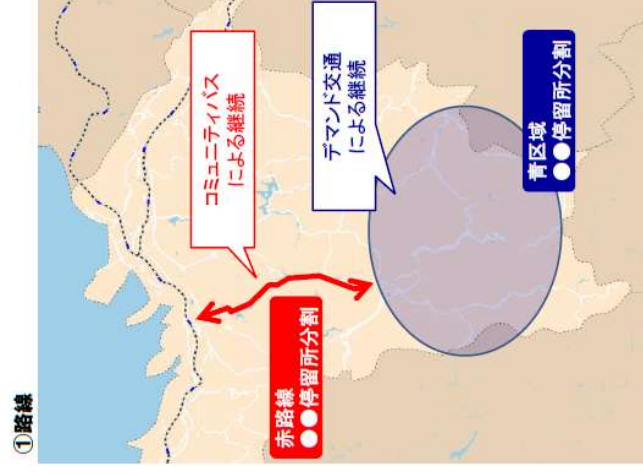 ①路線
コミュニティバス
による継続
デマンド交通
による継続
赤路線
●●停留所分割
青区域
●●停留所分割